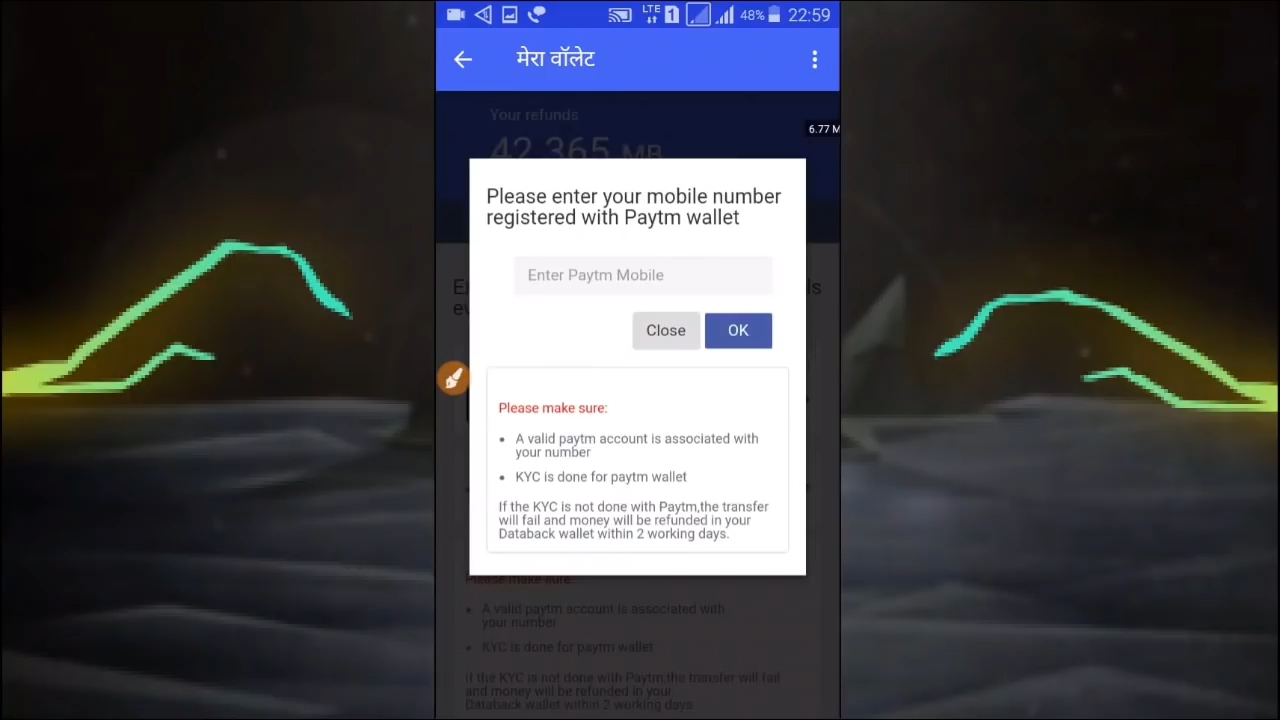 LTE 1 48% 22:59
मेरा वॉलेट
Your refunds
6.77 M
42.365 MB
Please enter your mobile number
registered with Paytm wallet
Enter Paytm Mobile
Close OK
Please make sure:
• A valid paytm account is associated with
your number
• KYC is done for paytm wallet
If the KYC is not done with Paytm,the transfer
will fail and money will be refunded in your
Databack wallet within 2 working days.
Please make sure:
• A valid paytm account is associated with
your number
• KYC is done for paytm wallet
If the KYC is not done with Paytm,the transfer will fail
and money will be refunded in your
Databack wallet within 2 working days